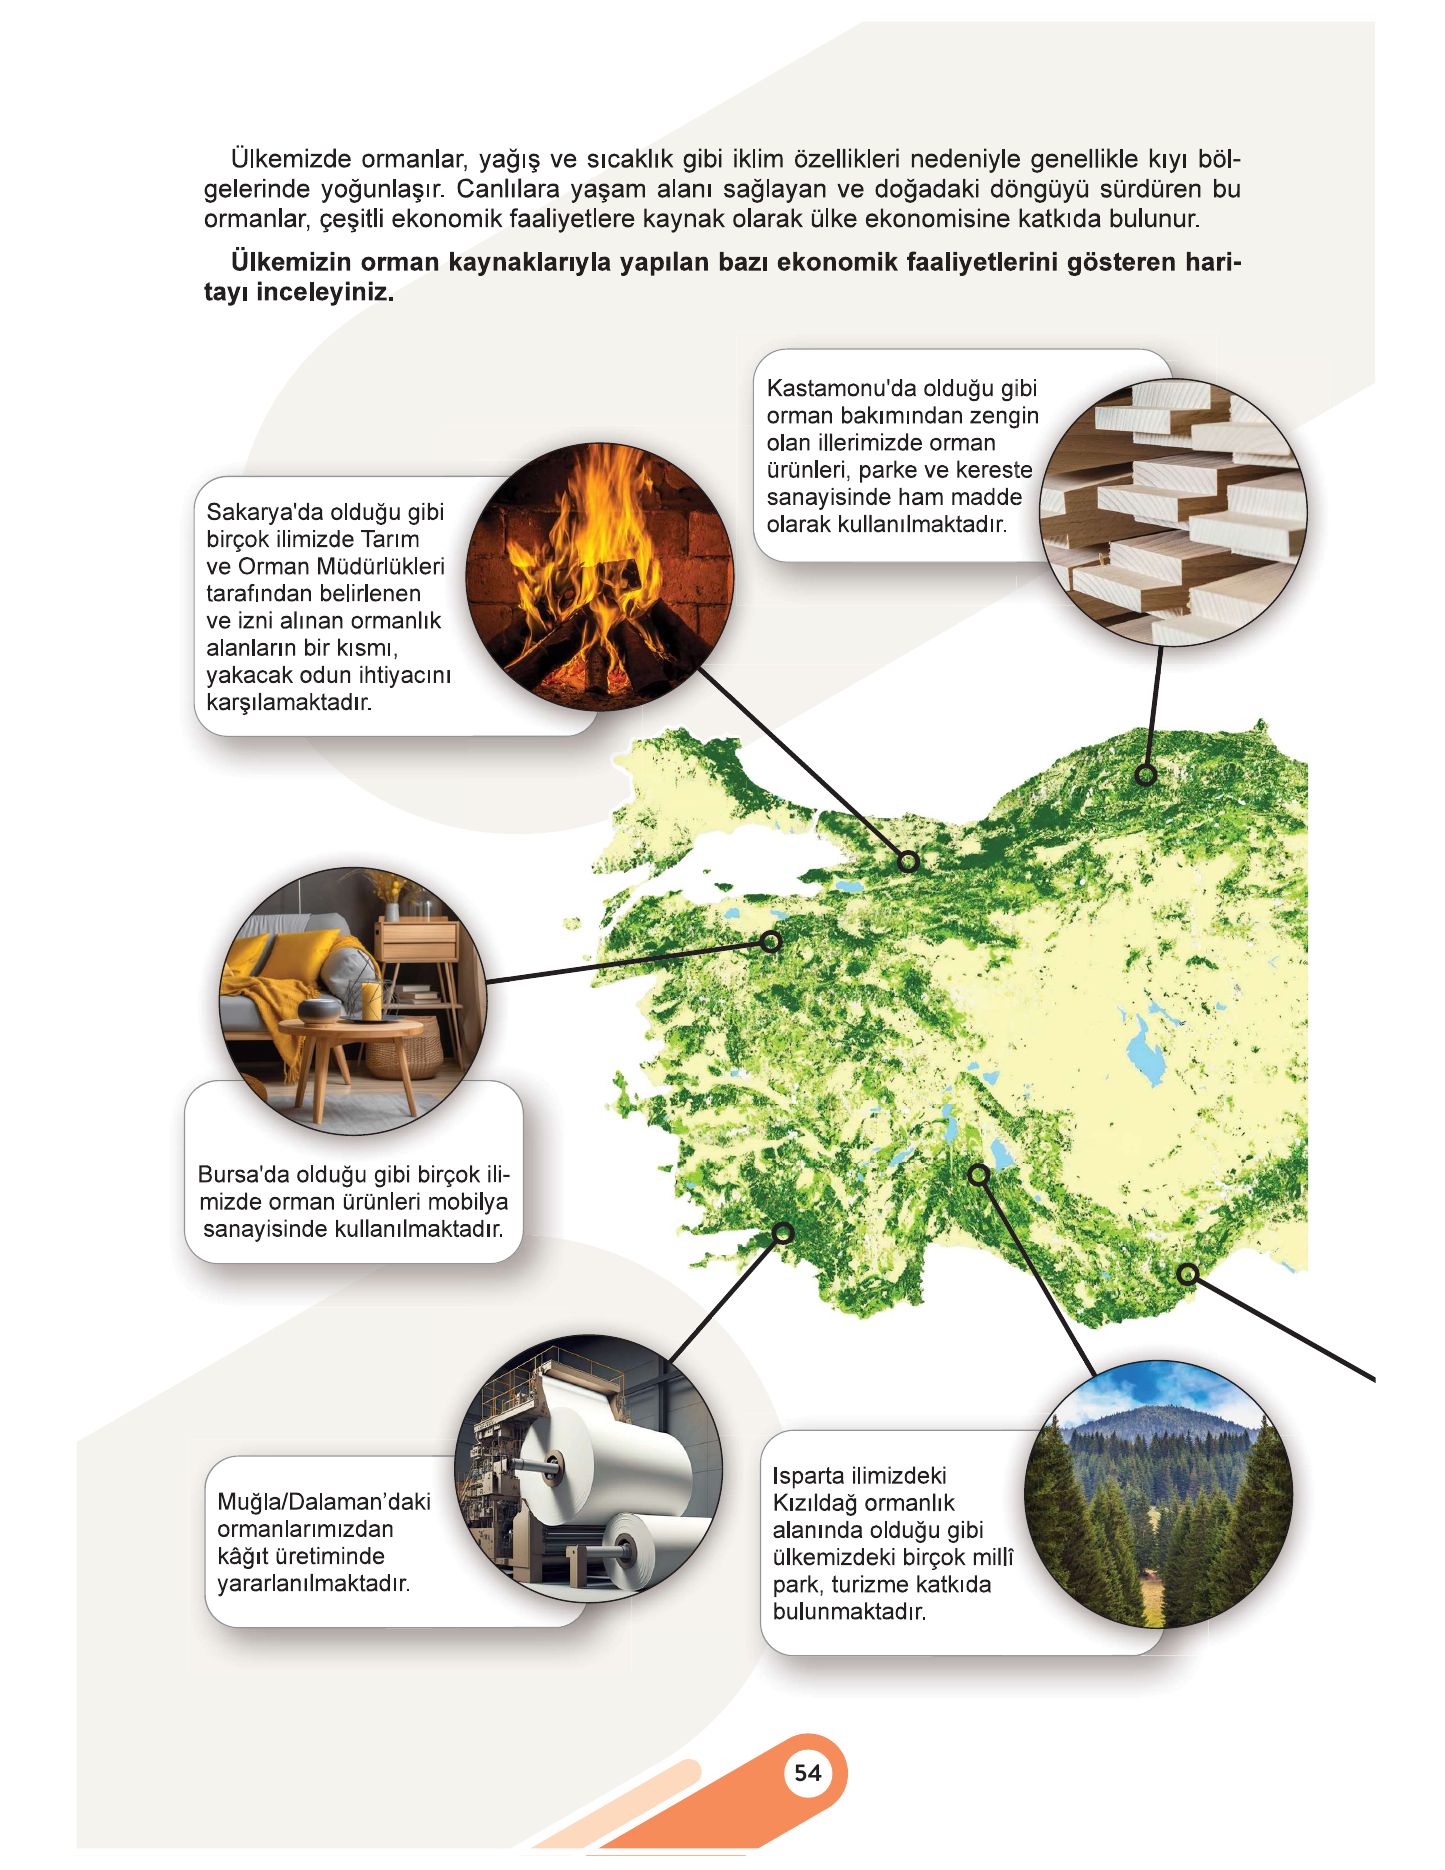 Ülkemizde ormanlar, yağış ve sıcaklık gibi iklim özellikleri nedeniyle genellikle kıyı böl-
gelerinde yoğunlaşır. Canlılara yaşam alanı sağlayan ve doğadaki döngüyü sürdüren bu
ormanlar, çeşitli ekonomik faaliyetlere kaynak olarak ülke ekonomisine katkıda bulunur.
Ülkemizin orman kaynaklarıyla yapılan bazı ekonomik faaliyetlerini gösteren hari-
tayı inceleyiniz.
Kastamonu'da olduğu gibi
orman bakımından zengin
olan illerimizde orman
ürünleri, parke ve kereste
sanayisinde ham madde
olarak kullanılmaktadır.
Sakarya'da olduğu gibi
birçok ilimizde Tarım
ve Orman Müdürlükleri
tarafından belirlenen
ve izni alınan ormanlık
alanların bir kısmı,
yakacak odun ihtiyacını
karşılamaktadır.
Bursa'da olduğu gibi birçok ili-
mizde orman ürünleri mobilya
sanayisinde kullanılmaktadır.
Muğla/Dalaman’daki
ormanlarımızdan
kâğıt üretiminde
yararlanılmaktadır.
Isparta ilimizdeki
Kızıldağ ormanlık
alanında olduğu gibi
ülkemizdeki birçok millî
park, turizme katkıda
bulunmaktadır.
54